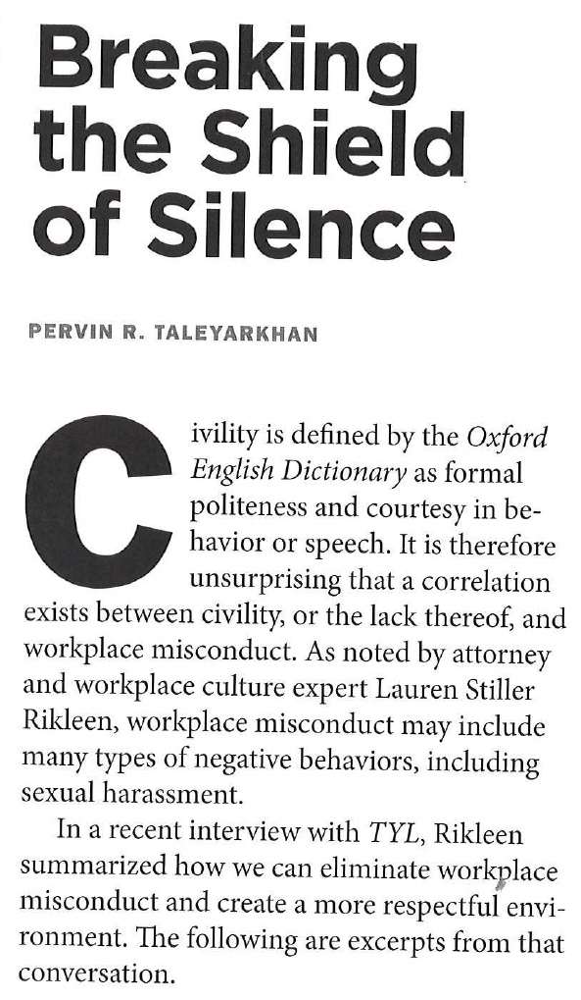 Breaking
the Shield
of Silence
PERVIN R. TALEYARKHAN
Civility is defined by the Oxford
English Dictionary as formal
politeness and courtesy in be-
havior or speech. It is therefore
unsurprising that a correlation
exists between civility, or the lack thereof, and
workplace misconduct. As noted by attorney
and workplace culture expert Lauren Stiller
Rikleen, workplace misconduct may include
many types of negative behaviors, including
sexual harassment.
In a recent interview with TYL, Rikleen
summarized how we can eliminate workplace
misconduct and create a more respectful envi-
ronment. The following are excerpts from that
conversation.